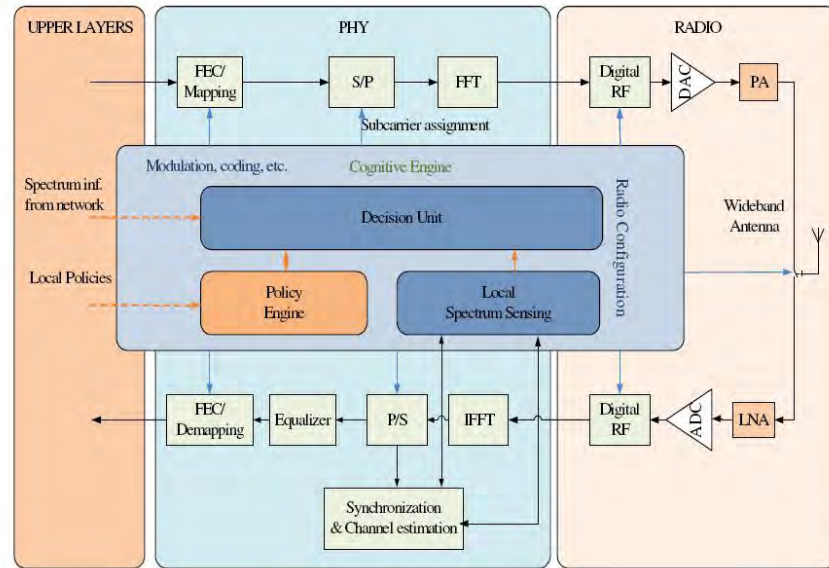 UPPER LAYERS
PHY
RADIO
FEC/
Mapping
S/P
FFT
Digital
RF
DAC
PA
Subcarrier assignment
Modulation, coding, etc.
Cognitive Engine
Spectrum inf.
from network
Decision Unit
Radio Configuration
Wideband
Antenna
Local Policies
Policy
Engine
Local
Spectrum Sensing
FEC/
Demapping
Equalizer
P/S
IFFT
Digital
RF
ADC
LNA
Synchronization
& Channel estimation